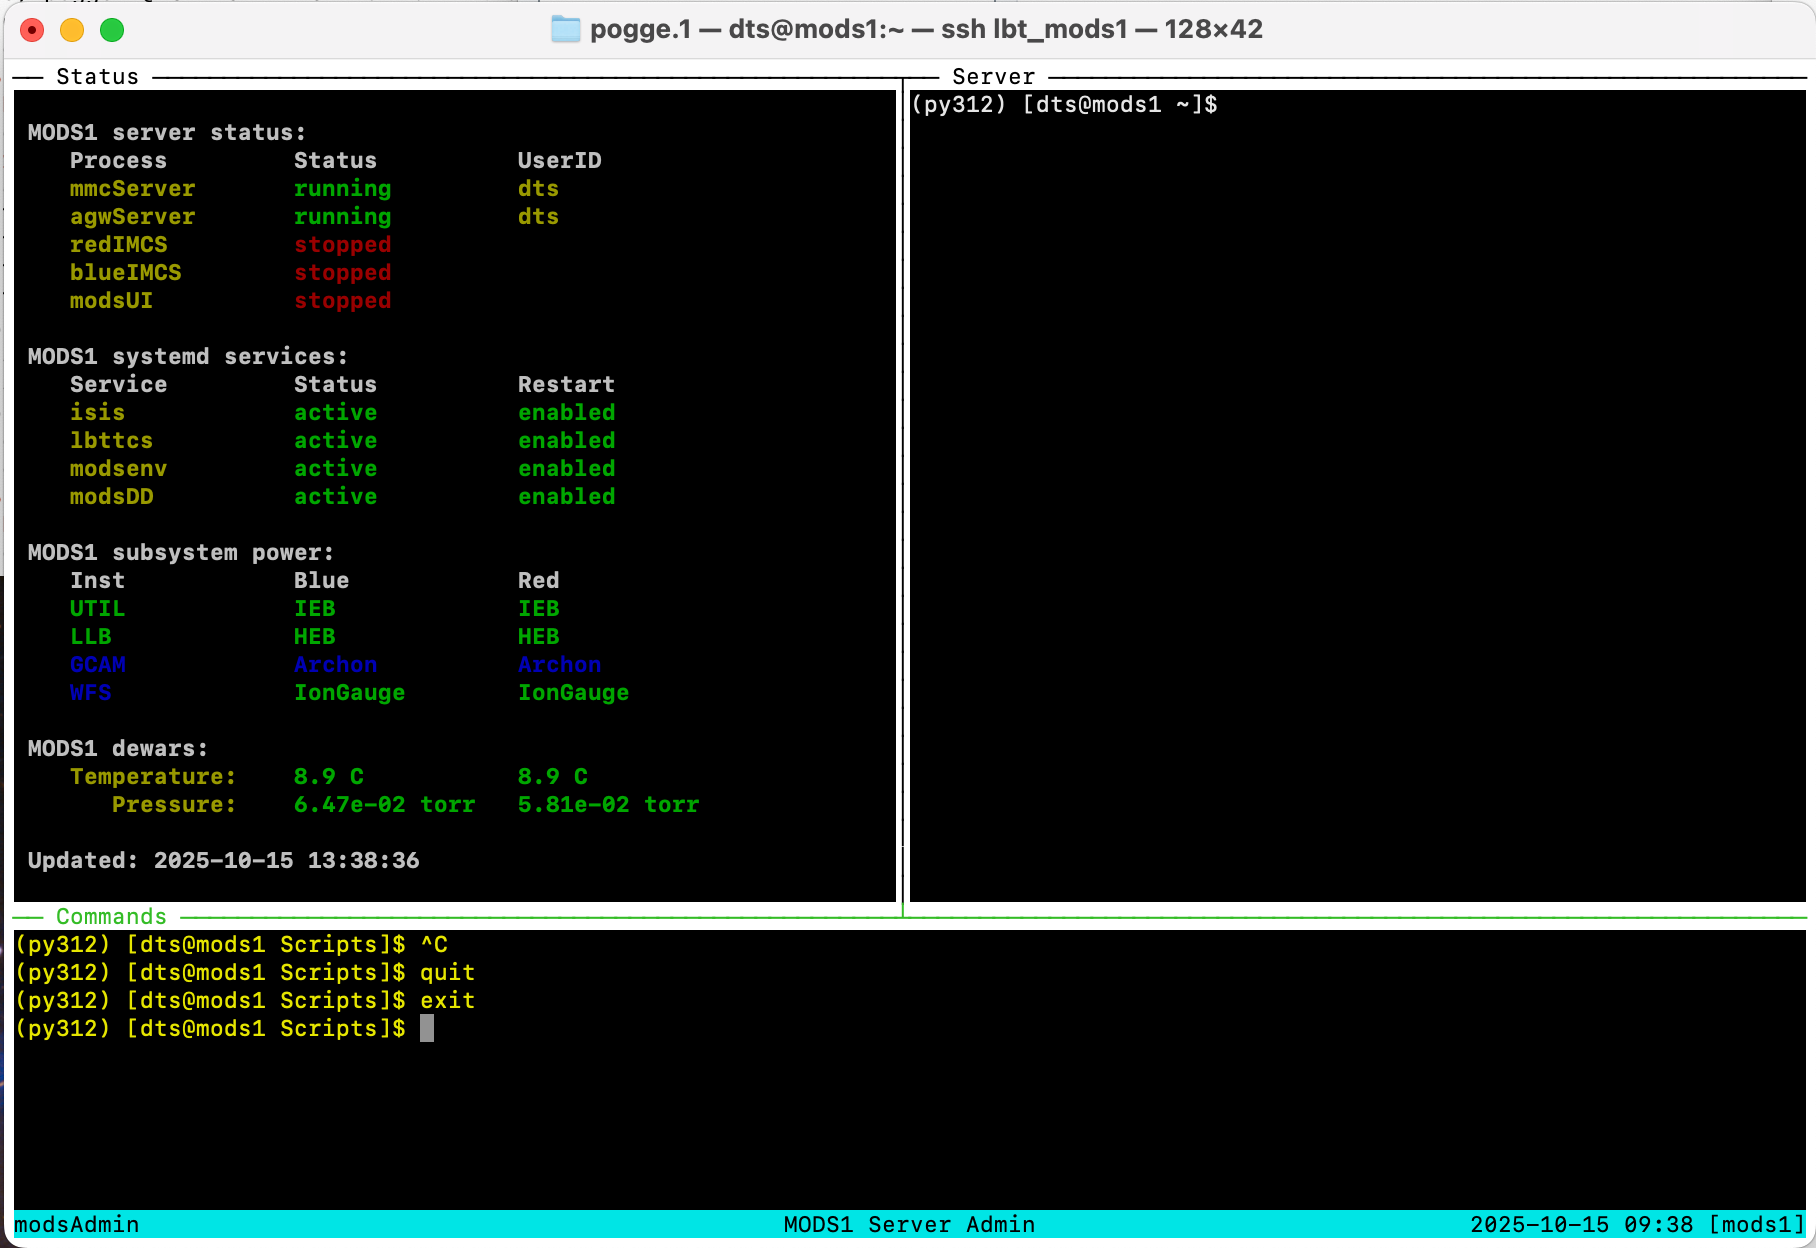 pogge.1 — dts@mods1:~ — ssh lbt_mods1 — 128×42
Status
MODS1 server status:
Process Status UserID
mmcServer running dts
agwServer running dts
redIMCS stopped
blueIMCS stopped
modsUI stopped
MODS1 systemd services:
Service Status Restart
isis active enabled
lbttcs active enabled
modsenv active enabled
modsDD active enabled
MODS1 subsystem power:
Inst Blue Red
UTIL IEB IEB
LLB HEB HEB
GCAM Archon Archon
WFS IonGauge IonGauge
MODS1 dewars:
Temperature: 8.9 C 8.9 C
Pressure: 6.47e-02 torr 5.81e-02 torr
Updated: 2025-10-15 13:38:36
Server
(py312) [dts@mods1 ~]$
Commands
(py312) [dts@mods1 Scripts]$ ^C
(py312) [dts@mods1 Scripts]$ quit
(py312) [dts@mods1 Scripts]$ exit
(py312) [dts@mods1 Scripts]$
modsAdmin MODS1 Server Admin 2025-10-15 09:38 [mods1]